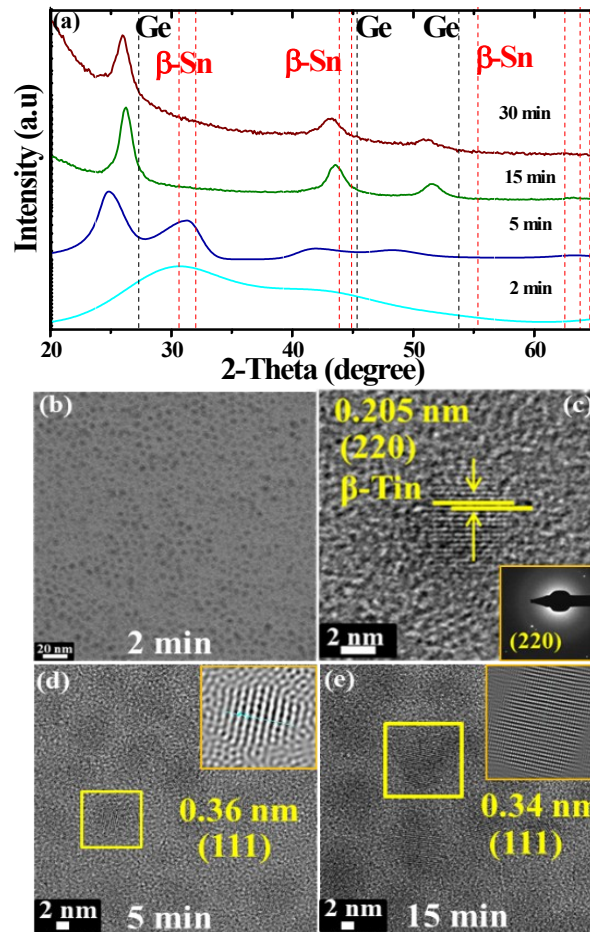 (a)
Ge
Ge
Ge
β-Sn
β-Sn
β-Sn
30 min
15 min
5 min
2 min
Intensity (a.u)
20
30
40
50
60
2-Theta (degree)
(b)
20 nm
2 min
(c)
0.205 nm
(220)
β-Tin
2 nm
(220)
(d)
0.36 nm
(111)
2 nm
5 min
(e)
0.34 nm
(111)
2 nm
15 min